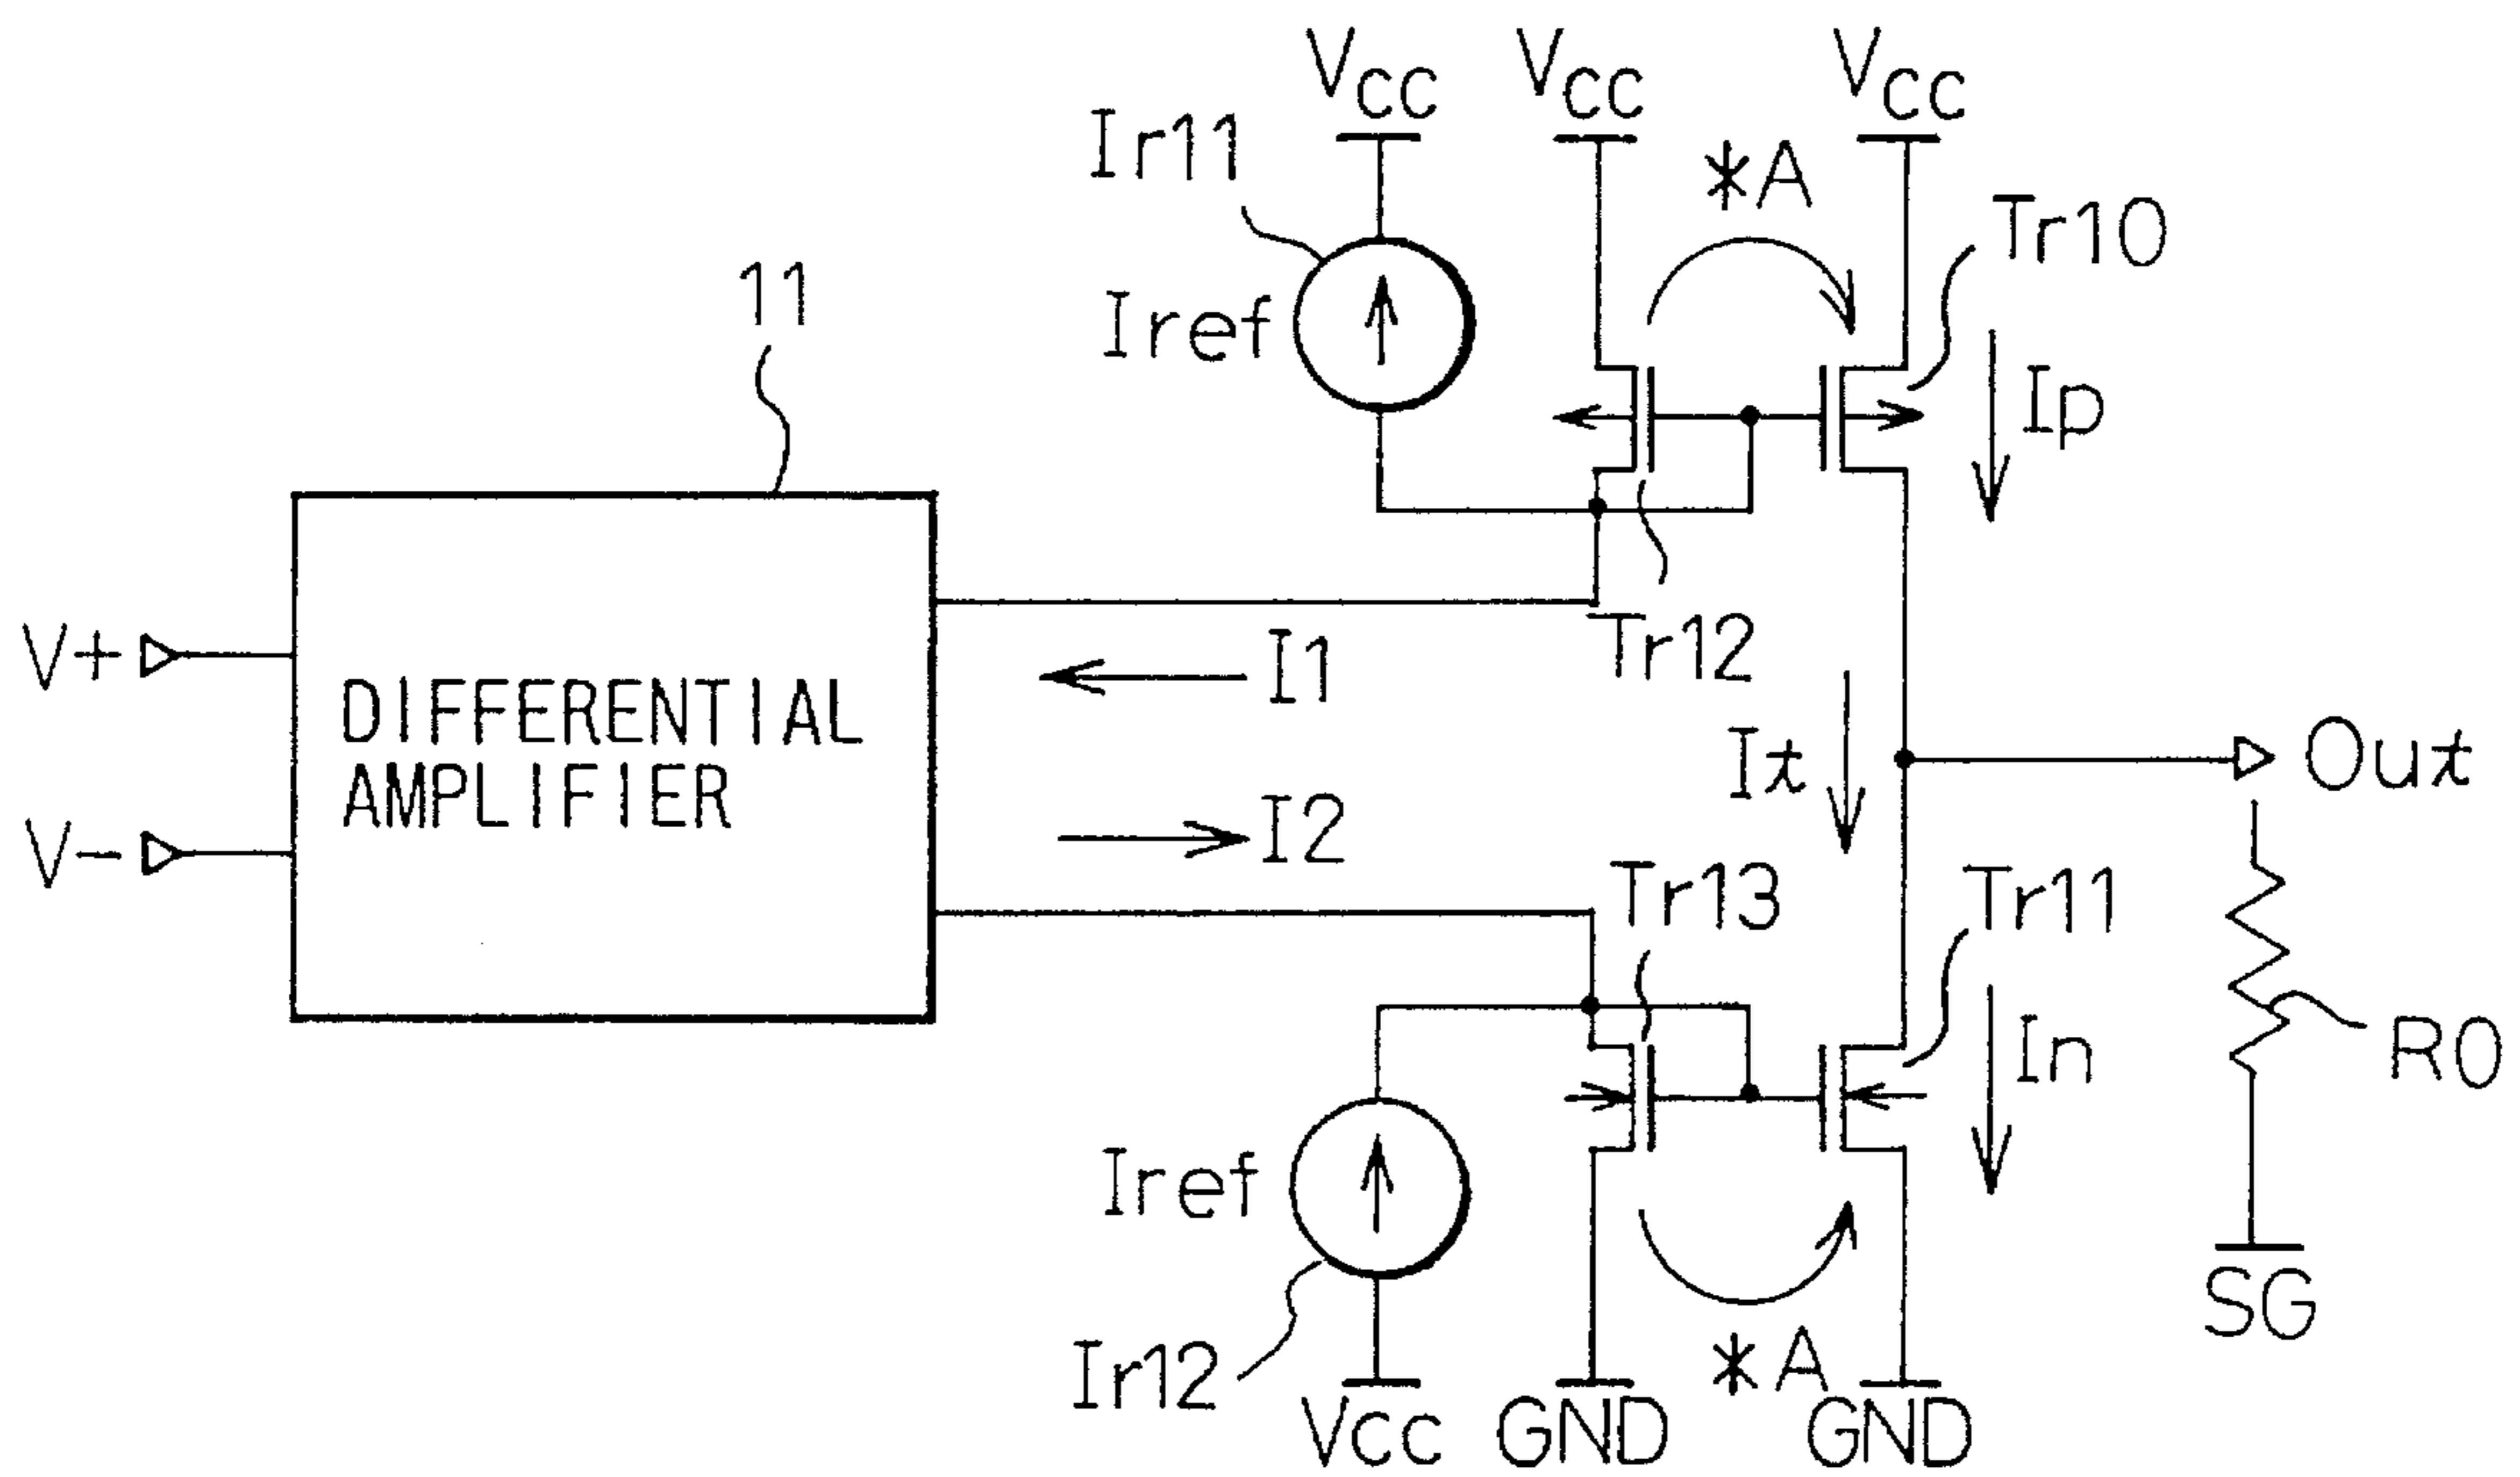 Vcc Vcc Vcc
Ir11
*A
Tr10
11
Iref
Ip
V+
I1
Tr12
DIFFERENTIAL
AMPLIFIER
It
Out
V-
I2
Tr13
Tr11
In
R0
Iref
SG
Ir12
*A
Vcc GND GND